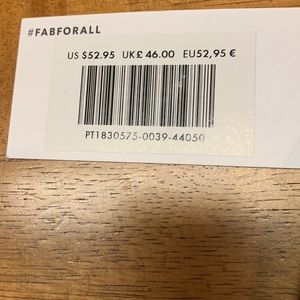 #FABFORALL
US $52.95 UK£ 46.00 EU52,95 €
PT1830575-0039-44050